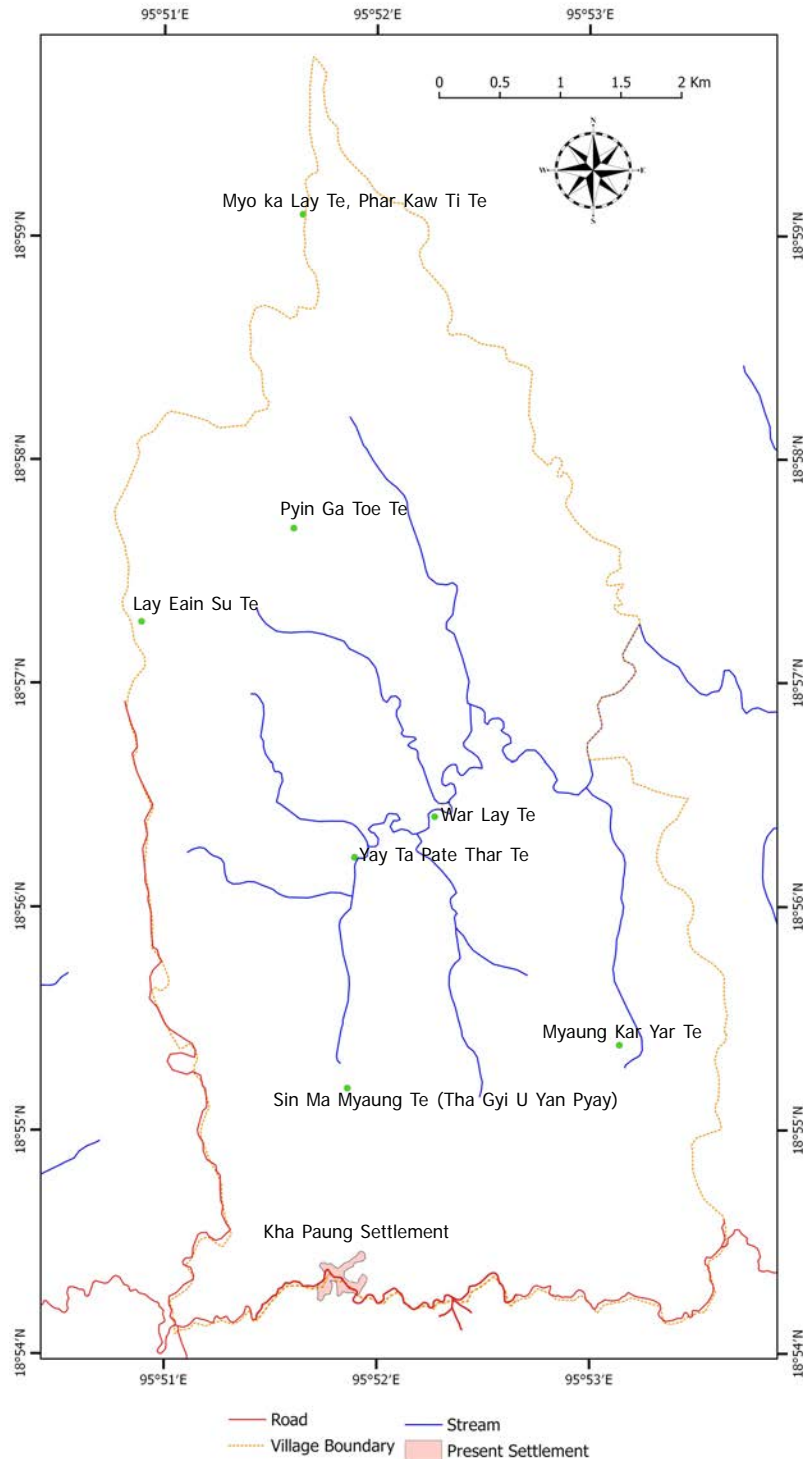 95°51′E 95°52′E 95°53′E
0 0.5 1 1.5 2 Km
N
W E
S
Myo ka Lay Te, Phar Kaw Ti Te
18°59′N 18°59′N
18°58′N 18°58′N
Pyin Ga Toe Te
Lay Eain Su Te
18°57′N 18°57′N
War Lay Te
Yay Ta Pate Thar Te
18°56′N 18°56′N
Myaung Kar Yar Te
Sin Ma Myaung Te (Tha Gyi U Yan Pyay)
18°55′N 18°55′N
Kha Paung Settlement
18°54′N 18°54′N
95°51′E 95°52′E 95°53′E
Road Stream
Village Boundary Present Settlement